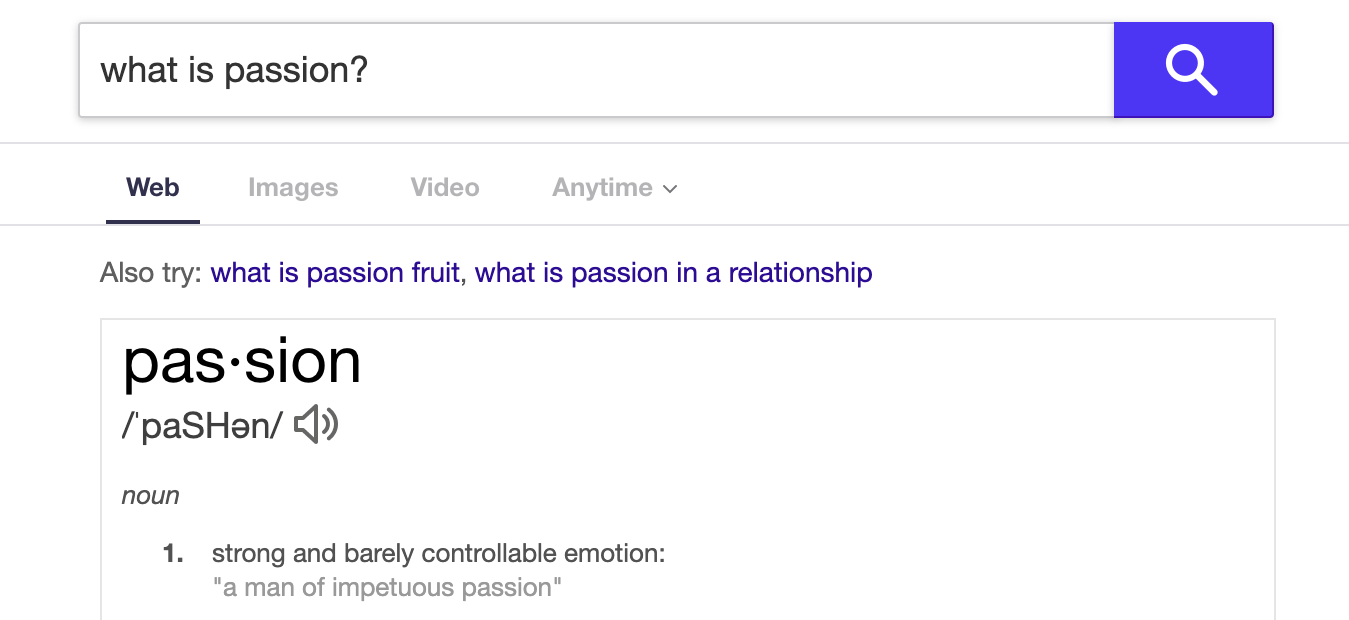 what is passion?
Web Images Video Anytime
Also try: what is passion fruit, what is passion in a relationship
pas·sion
/ˈpaSHən/
noun
1. strong and barely controllable emotion:
"a man of impetuous passion"